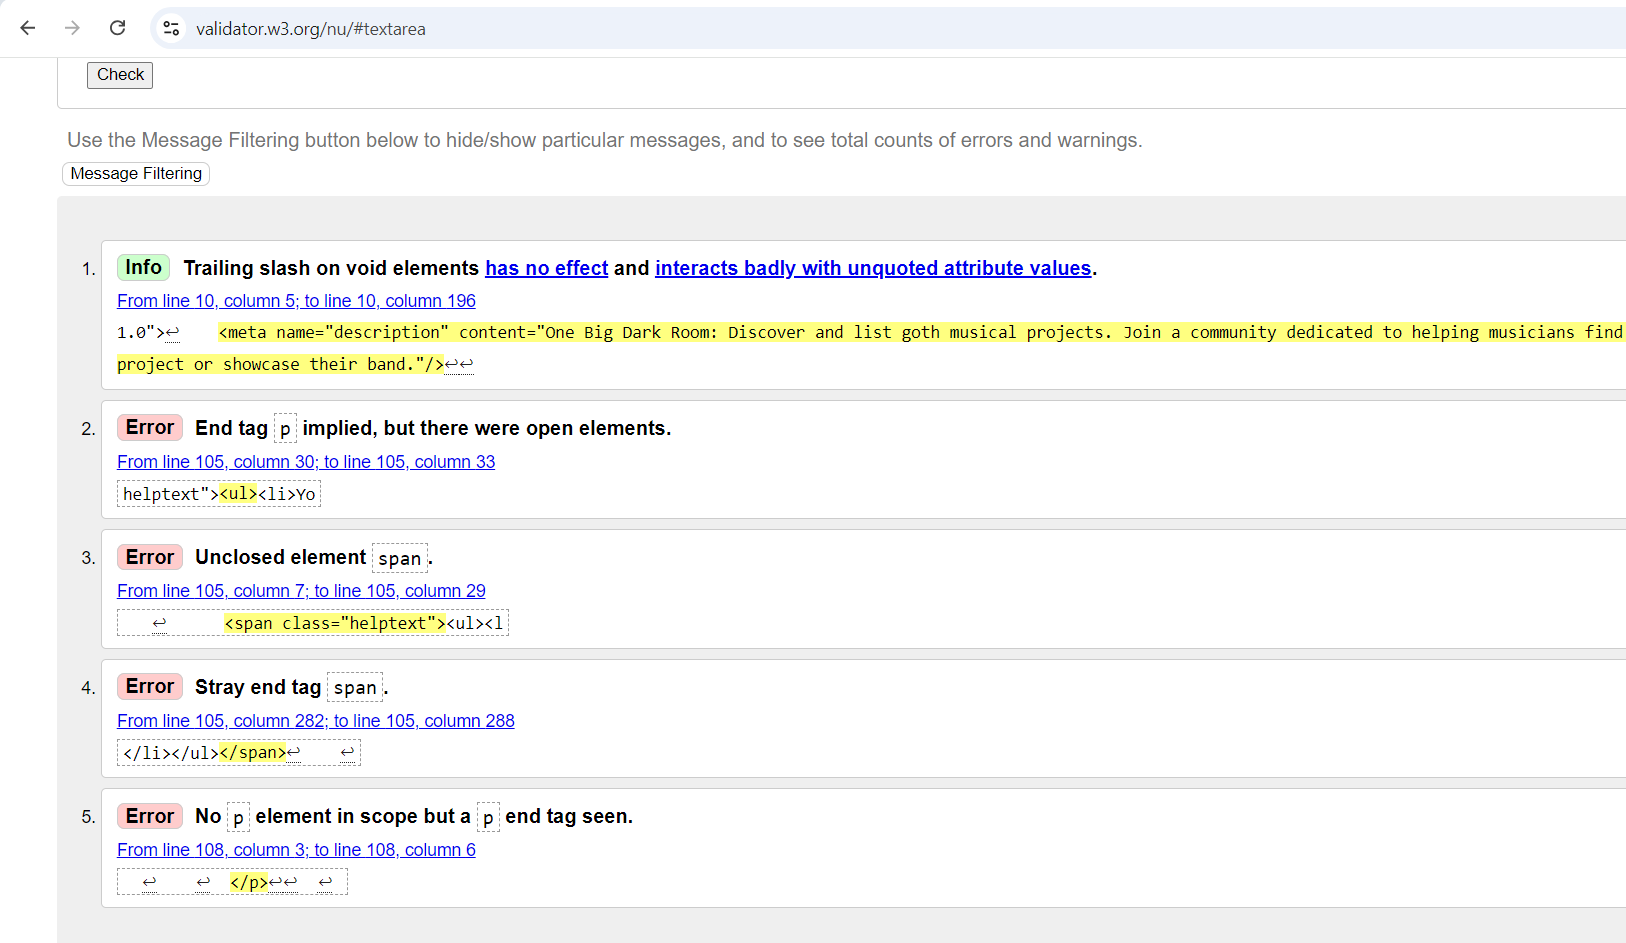 validator.w3.org/nu/#textarea
Check
Use the Message Filtering button below to hide/show particular messages, and to see total counts of errors and warnings.
Message Filtering
1. Info Trailing slash on void elements has no effect and interacts badly with unquoted attribute values.
From line 10, column 5; to line 10, column 196
1.0">↩    <meta name="description" content="One Big Dark Room: Discover and list goth musical projects. Join a community dedicated to helping musicians find
project or showcase their band."/>↩↩
2. Error End tag p implied, but there were open elements.
From line 105, column 30; to line 105, column 33
helptext"><ul><li>Yo
3. Error Unclosed element span.
From line 105, column 7; to line 105, column 29
↩      <span class="helptext"><ul><l
4. Error Stray end tag span.
From line 105, column 282; to line 105, column 288
</li></ul></span>↩    ↩
5. Error No p element in scope but a p end tag seen.
From line 108, column 3; to line 108, column 6
↩    ↩  </p>↩↩  ↩